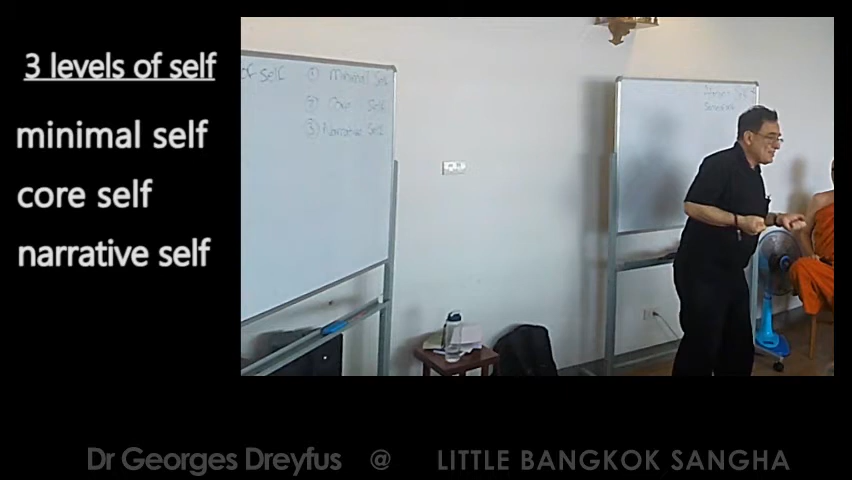 3 levels of self
minimal self
core self
narrative self
of self ① Minimal Self
② Core Self
③ Narrative Self
Dr Georges Dreyfus @ LITTLE BANGKOK SANGHA